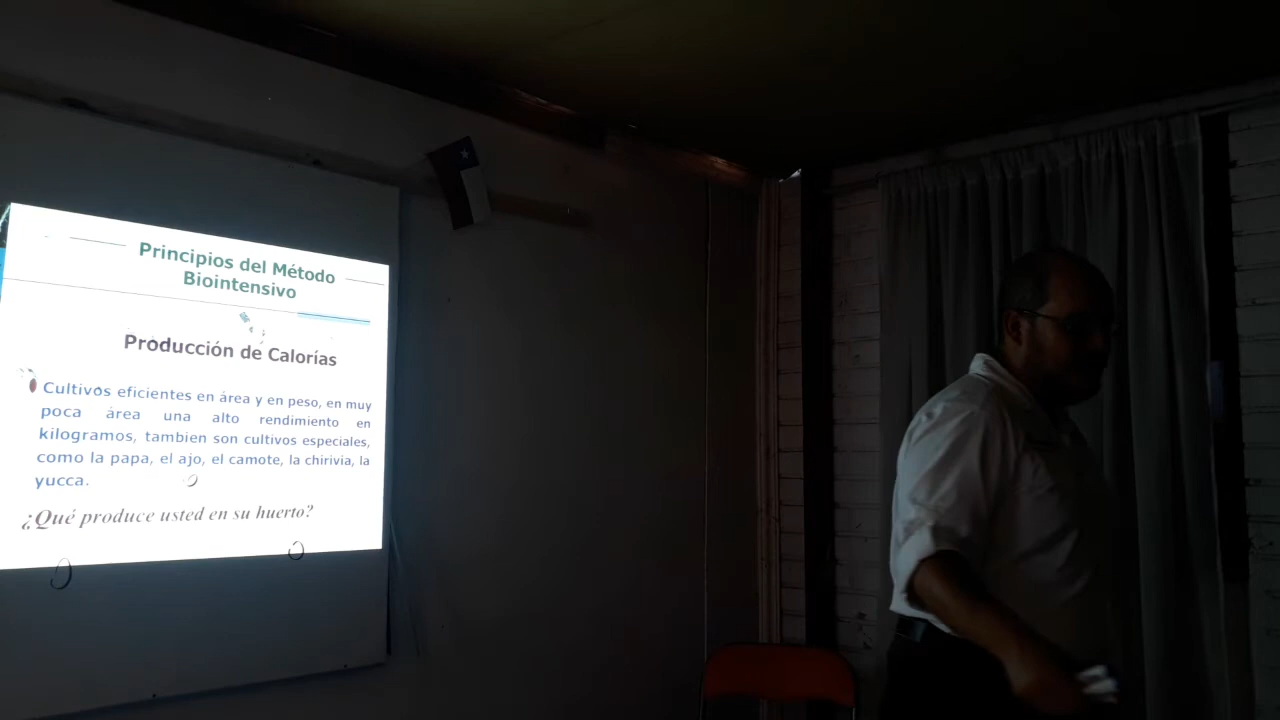 Principios del Método
Biointensivo
Producción de Calorías
Cultivos eficientes en área y en peso, en muy
poca área una alto rendimiento en
kilogramos, tambien son cultivos especiales,
como la papa, el ajo, el camote, la chirivia, la
yucca.
¿Qué produce usted en su huerto?